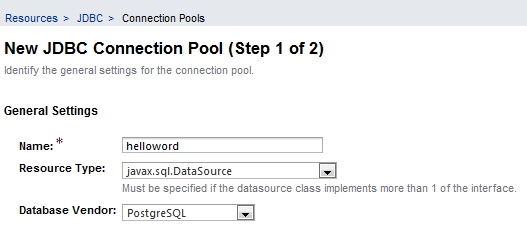 Resources > JDBC > Connection Pools
New JDBC Connection Pool (Step 1 of 2)
Identify the general settings for the connection pool.
General Settings
Name: * helloword
Resource Type: javax.sql.DataSource
Must be specified if the datasource class implements more than 1 of the interface.
Database Vendor: PostgreSQL